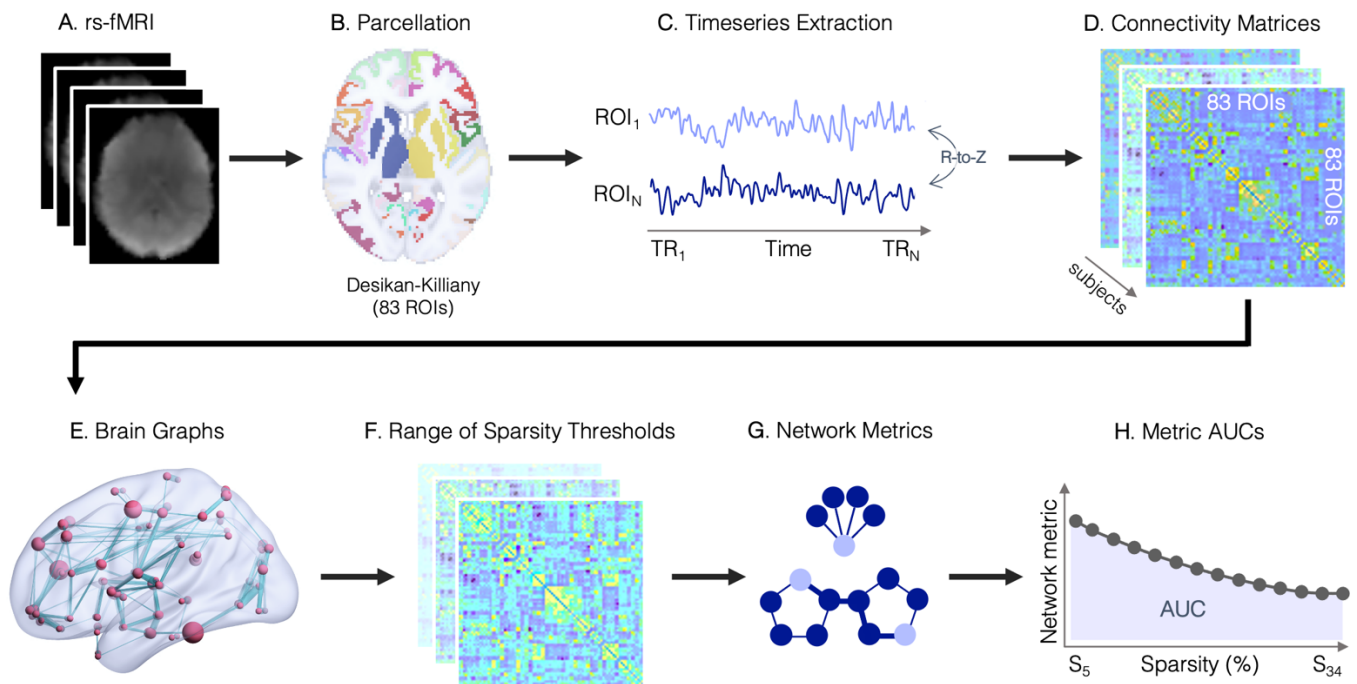 A. rs-fMRI
B. Parcellation
C. Timeseries Extraction
D. Connectivity Matrices
Desikan-Killiany
(83 ROIs)
ROI1
ROIN
R-to-Z
TR1
Time
TRN
83 ROIs
83 ROIs
subjects
E. Brain Graphs
F. Range of Sparsity Thresholds
G. Network Metrics
H. Metric AUCs
Network metric
AUC
S5
Sparsity (%)
S34